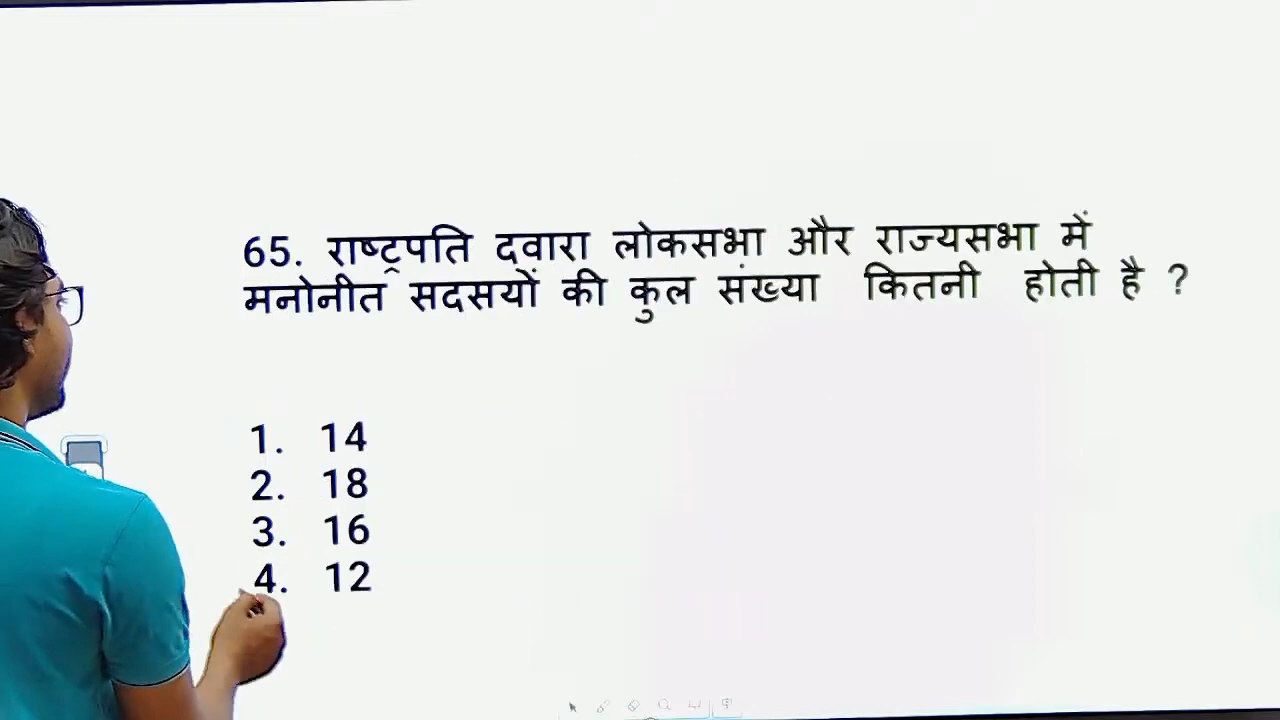 65. राष्ट्रपति दवारा लोकसभा और राज्यसभा में
मनोनीत सदसयों की कुल संख्या कितनी होती है ?
1. 14
2. 18
3. 16
4. 12